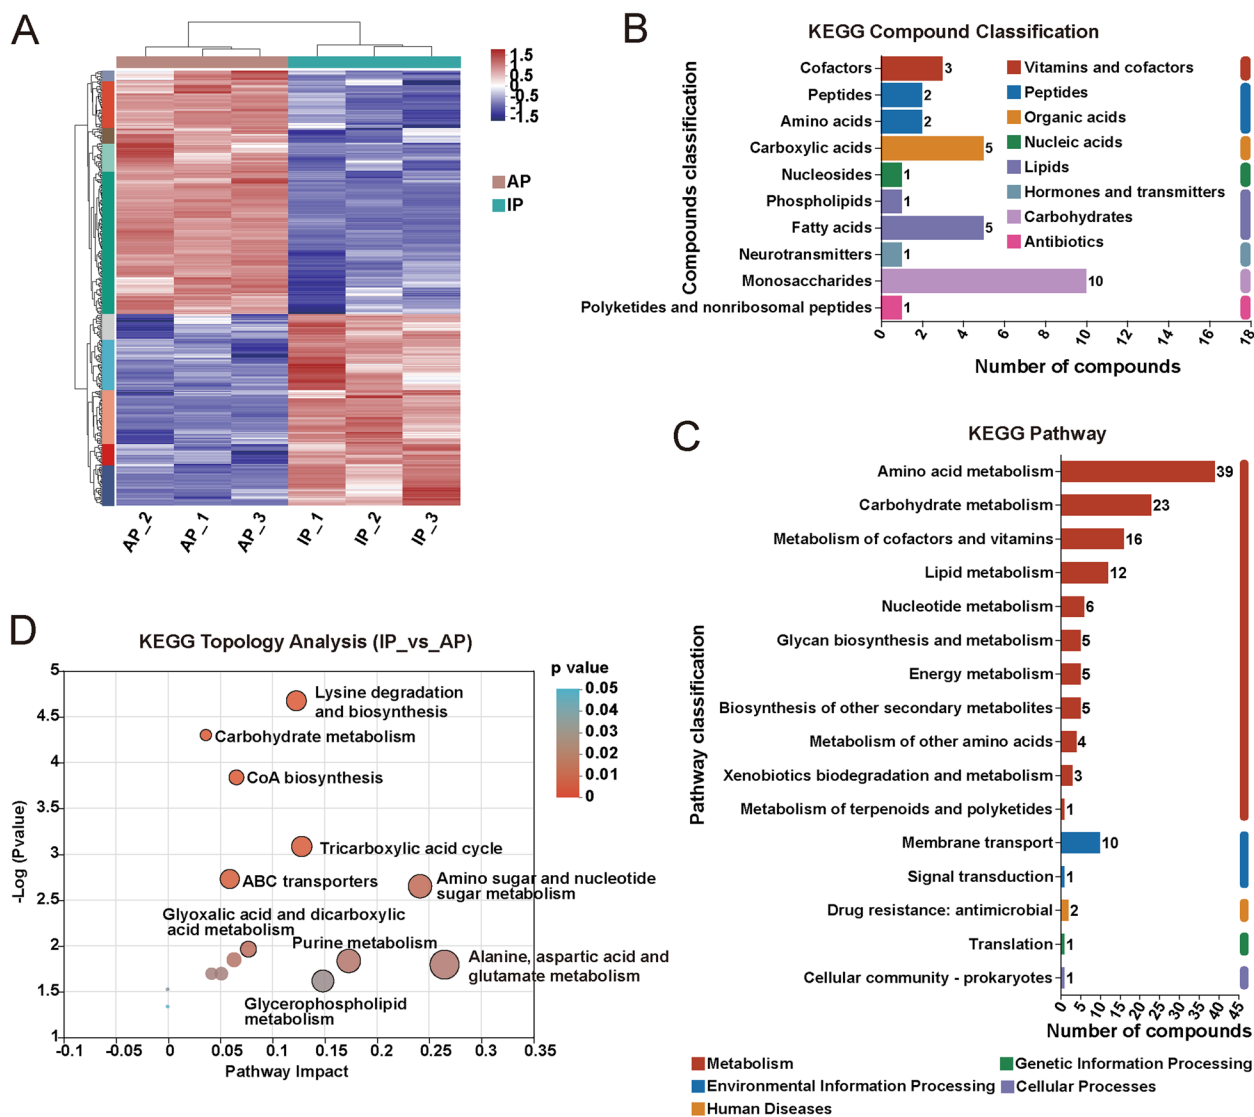 A
1.5
0.5
0
-0.5
-1.5
AP
IP
AP_2
AP_1
AP_3
IP_1
IP_2
IP_3
B
KEGG Compound Classification
Compounds classification
Cofactors
3
Peptides
2
Amino acids
2
Carboxylic acids
5
Nucleosides
1
Phospholipids
1
Fatty acids
5
Neurotransmitters
1
Monosaccharides
10
Polyketides and nonribosomal peptides
1
Vitamins and cofactors
Peptides
Organic acids
Nucleic acids
Lipids
Hormones and transmitters
Carbohydrates
Antibiotics
0 2 4 6 8 10 12 14 16 18
Number of compounds
C
KEGG Pathway
Pathway classification
Amino acid metabolism
39
Carbohydrate metabolism
23
Metabolism of cofactors and vitamins
16
Lipid metabolism
12
Nucleotide metabolism
6
Glycan biosynthesis and metabolism
5
Energy metabolism
5
Biosynthesis of other secondary metabolites
5
Metabolism of other amino acids
4
Xenobiotics biodegradation and metabolism
3
Metabolism of terpenoids and polyketides
1
Membrane transport
10
Signal transduction
1
Drug resistance: antimicrobial
2
Translation
1
Cellular community - prokaryotes
1
0 5 10 15 20 25 30 35 40 45
Number of compounds
Metabolism
Environmental Information Processing
Human Diseases
Genetic Information Processing
Cellular Processes
D
KEGG Topology Analysis (IP_vs_AP)
-Log (Pvalue)
5
4.5
4
3.5
3
2.5
2
1.5
1
Lysine degradation
and biosynthesis
Carbohydrate metabolism
CoA biosynthesis
Tricarboxylic acid cycle
ABC transporters
Amino sugar and nucleotide
sugar metabolism
Glyoxalic acid and dicarboxylic
acid metabolism
Purine metabolism
Alanine, aspartic acid and
glutamate metabolism
Glycerophospholipid
metabolism
-0.1 -0.05 0 0.05 0.1 0.15 0.2 0.25 0.3 0.35
Pathway Impact
p value
0.05
0.04
0.03
0.02
0.01
0